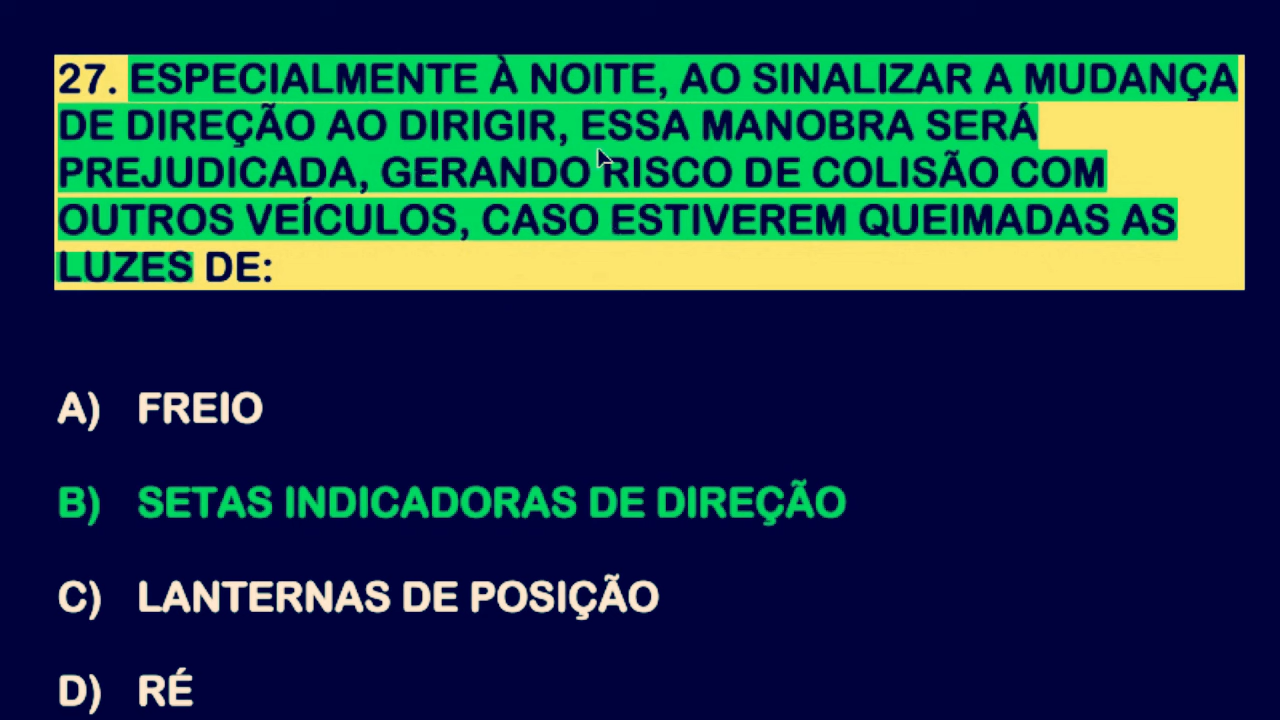 27. ESPECIALMENTE À NOITE, AO SINALIZAR A MUDANÇA
DE DIREÇÃO AO DIRIGIR, ESSA MANOBRA SERÁ
PREJUDICADA, GERANDO RISCO DE COLISÃO COM
OUTROS VEÍCULOS, CASO ESTIVEREM QUEIMADAS AS
LUZES DE:
A) FREIO
B) SETAS INDICADORAS DE DIREÇÃO
C) LANTERNAS DE POSIÇÃO
D) RÉ